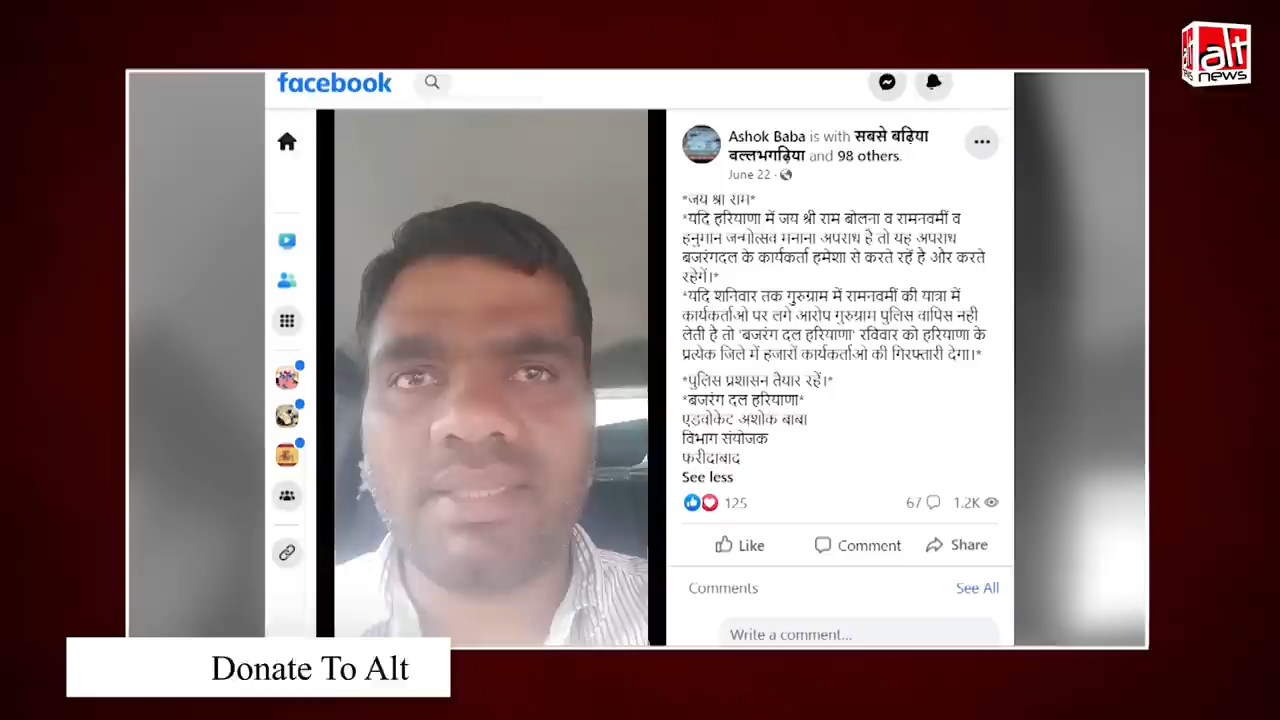 alt
news
facebook
Ashok Baba is with सबसे बढ़िया
बल्लभगढ़िया and 98 others.
June 22 ·
*जय श्री राम*
*यदि हरियाणा में जय श्री राम बोलना व रामनवमीं व
हनुमान जन्मोत्सव मनाना अपराध है तो यह अपराध
बजरंगदल के कार्यकर्ता हमेशा से करते रहें है और करते
रहेगें।*
*यदि शनिवार तक गुरुग्राम में रामनवमीं की यात्रा में
कार्यकर्ताओ पर लगे आरोप गुरुग्राम पुलिस वापिस नही
लेती है तो 'बजरंग दल हरियाणा' रविवार को हरियाणा के
प्रत्येक जिले में हजारों कार्यकर्ताओ की गिरफ्तारी देगा।*
*पुलिस प्रशासन तैयार रहें।*
*बजरंग दल हरियाणा*
एडवोकेट अशोक बाबा
विभाग संयोजक
फरीदाबाद
See less
125 67 1.2K
Like Comment Share
Comments See All
Write a comment...
Donate To Alt